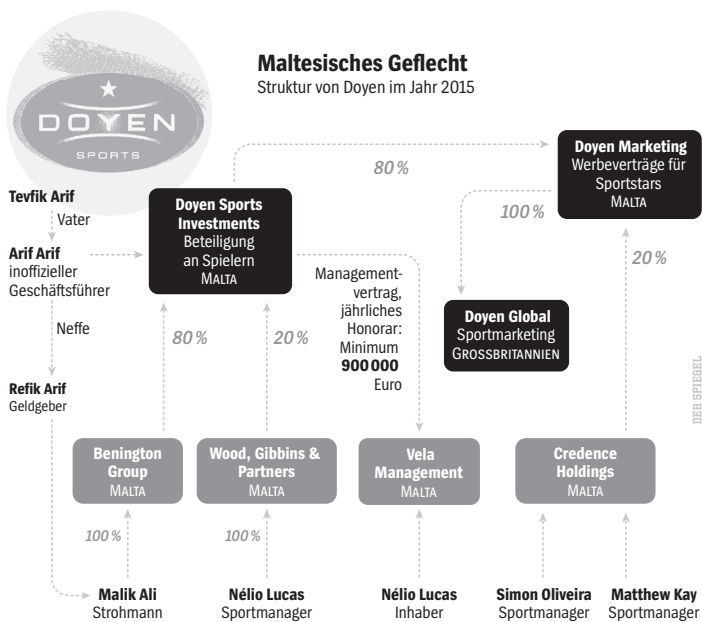 Maltesisches Geflecht
Struktur von Doyen im Jahr 2015
DOYEN
SPORTS
Tevfik Arif
Vater
Arif Arif
inoffizieller
Geschäftsführer
Neffe
Refik Arif
Geldgeber
Doyen Sports
Investments
Beteiligung
an Spielern
MALTA
80 %
Doyen Marketing
Werbeverträge für
Sportstars
MALTA
100 %
20 %
Doyen Global
Sportmarketing
GROSSBRITANNIEN
Management-
vertrag,
jährliches
Honorar:
Minimum
900 000
Euro
80 %
20 %
Benington
Group
MALTA
Wood, Gibbins &
Partners
MALTA
Vela
Management
MALTA
Credence
Holdings
MALTA
100 %
100 %
Malik Ali
Strohmann
Nélio Lucas
Sportmanager
Nélio Lucas
Inhaber
Simon Oliveira
Sportmanager
Matthew Kay
Sportmanager
DER SPIEGEL